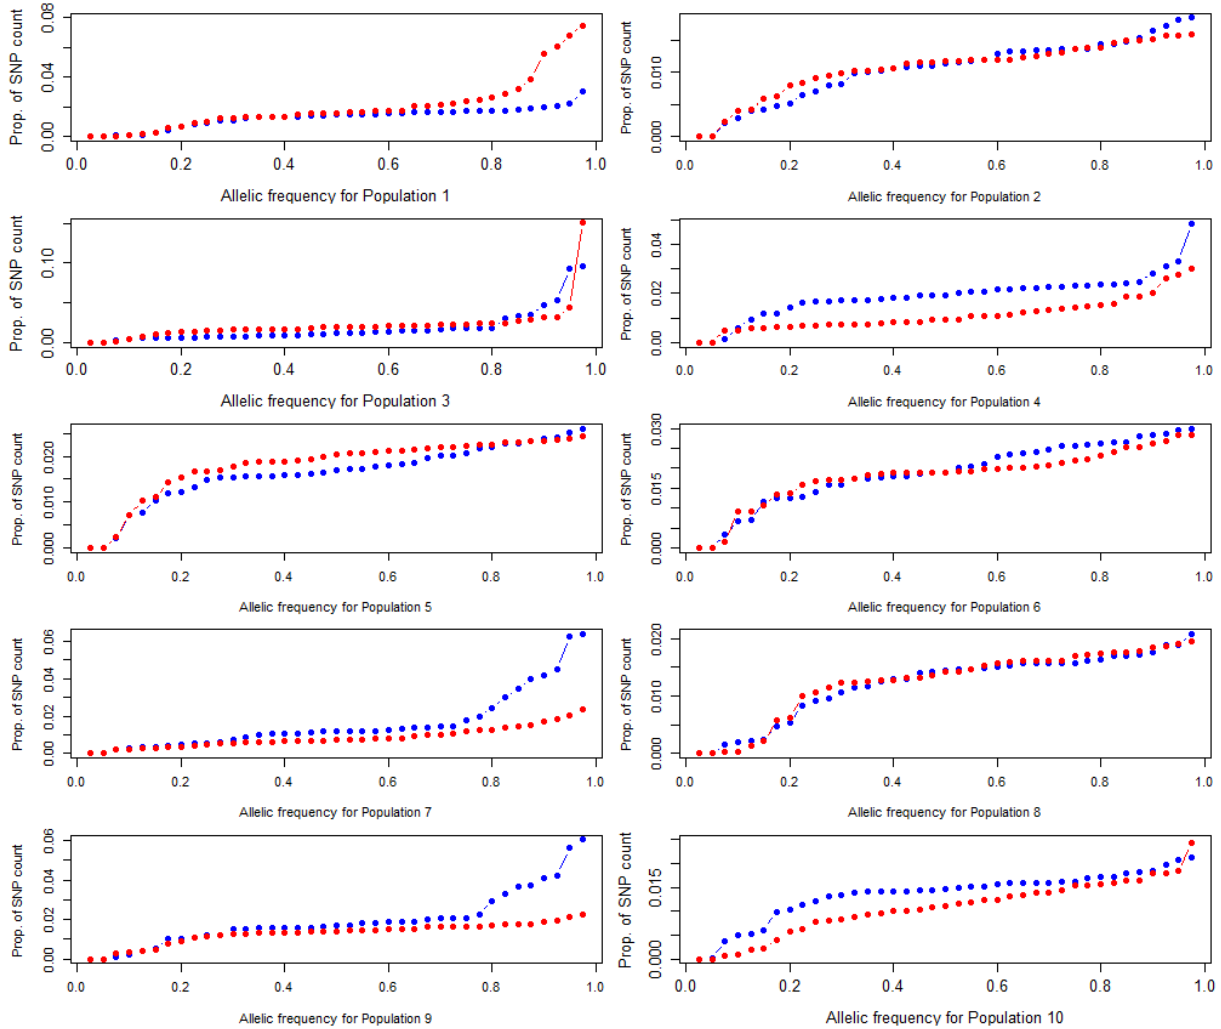 Prop. of SNP count
0.00 0.04 0.08
0.0 0.2 0.4 0.6 0.8 1.0
Allelic frequency for Population 1
Prop. of SNP count
0.000 0.010
0.0 0.2 0.4 0.6 0.8 1.0
Allelic frequency for Population 2
Prop. of SNP count
0.00 0.10
0.0 0.2 0.4 0.6 0.8 1.0
Allelic frequency for Population 3
Prop. of SNP count
0.00 0.02 0.04
0.0 0.2 0.4 0.6 0.8 1.0
Allelic frequency for Population 4
Prop. of SNP count
0.000 0.010 0.020
0.0 0.2 0.4 0.6 0.8 1.0
Allelic frequency for Population 5
Prop. of SNP count
0.000 0.015 0.030
0.0 0.2 0.4 0.6 0.8 1.0
Allelic frequency for Population 6
Prop. of SNP count
0.00 0.02 0.04 0.06
0.0 0.2 0.4 0.6 0.8 1.0
Allelic frequency for Population 7
Prop. of SNP count
0.000 0.010 0.020
0.0 0.2 0.4 0.6 0.8 1.0
Allelic frequency for Population 8
Prop. of SNP count
0.00 0.02 0.04 0.06
0.0 0.2 0.4 0.6 0.8 1.0
Allelic frequency for Population 9
Prop. of SNP count
0.000 0.015
0.0 0.2 0.4 0.6 0.8 1.0
Allelic frequency for Population 10